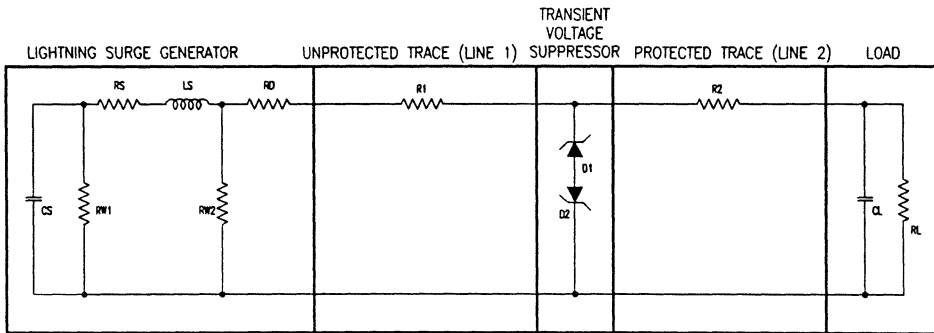 TRANSIENT
VOLTAGE
LIGHTNING SURGE GENERATOR UNPROTECTED TRACE (LINE 1) SUPPRESSOR PROTECTED TRACE (LINE 2) LOAD
RS LS RD R1 R2
D1
CS RW1 RW2 D2 CL RL